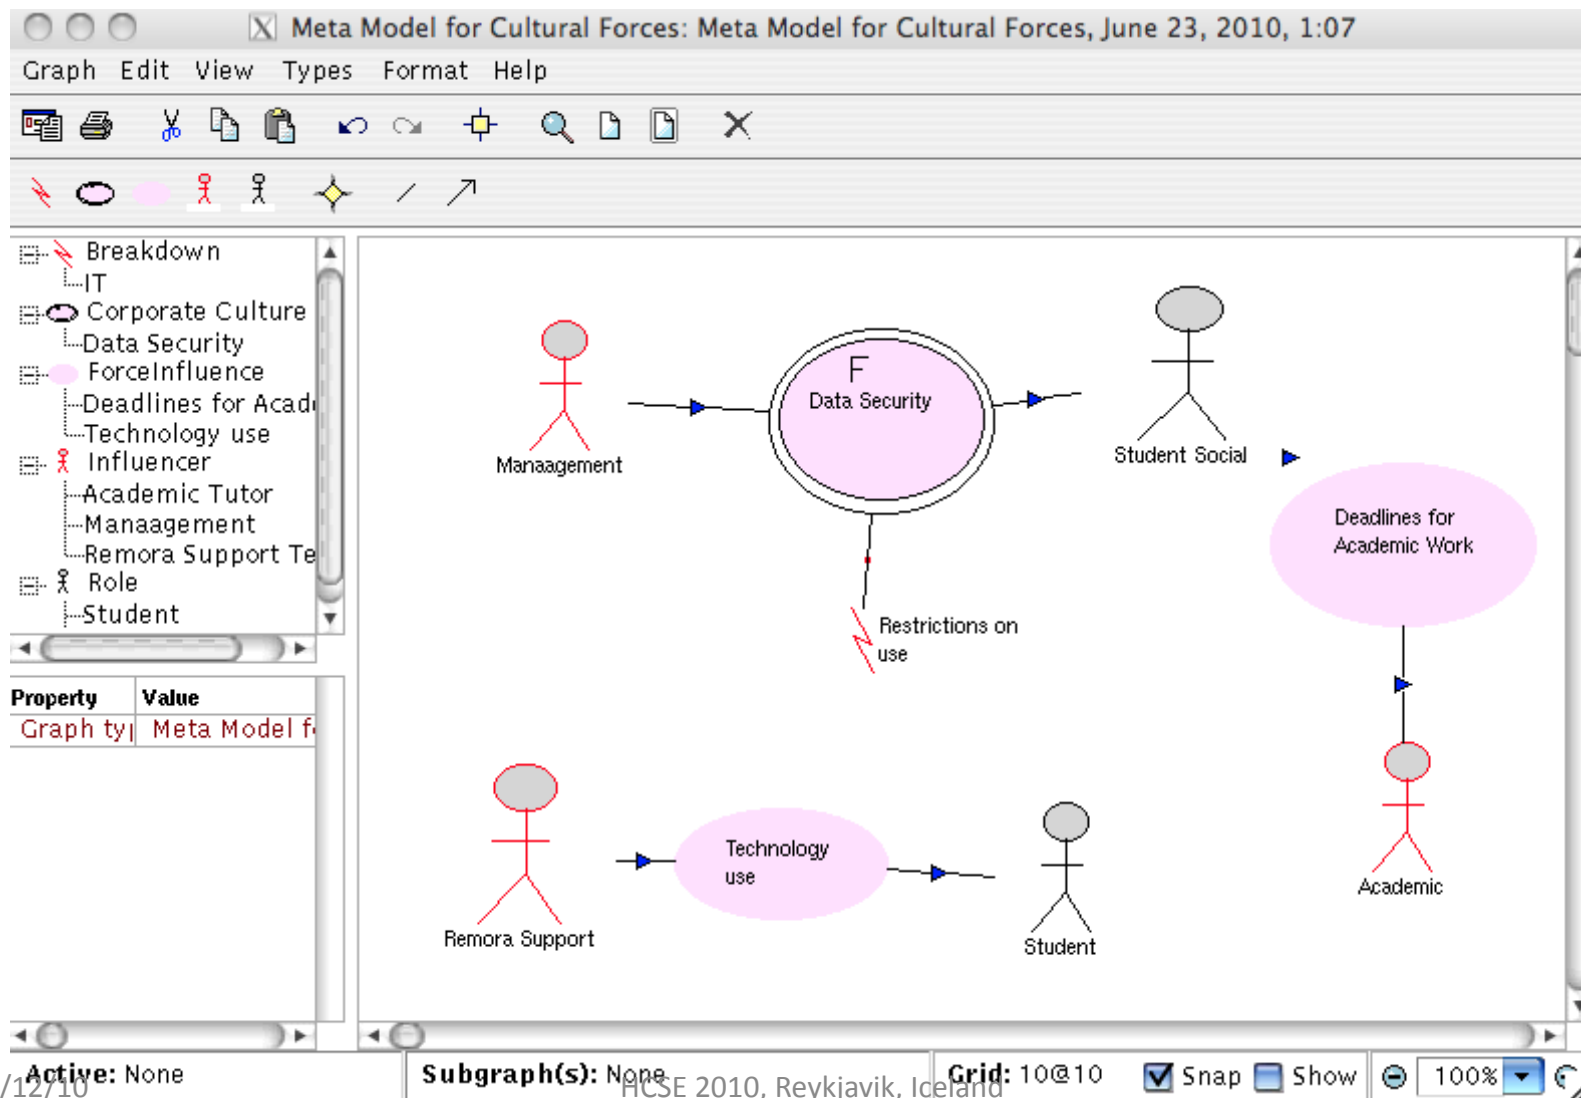 Meta Model for Cultural Forces: Meta Model for Cultural Forces, June 23, 2010, 1:07
Graph Edit View Types Format Help
Breakdown
IT
Corporate Culture
Data Security
ForceInfluence
Deadlines for Acad
Technology use
Influencer
Academic Tutor
Manaagement
Remora Support Te
Role
Student
Property Value
Graph typ Meta Model f
Manaagement
F
Data Security
Student Social
Deadlines for
Academic Work
Restrictions on
use
Remora Support
Technology
use
Student
Academic
Active: None
Subgraph(s): None
Grid: 10@10
Snap
Show
100%
/12/10
HCSE 2010, Reykjavik, Iceland